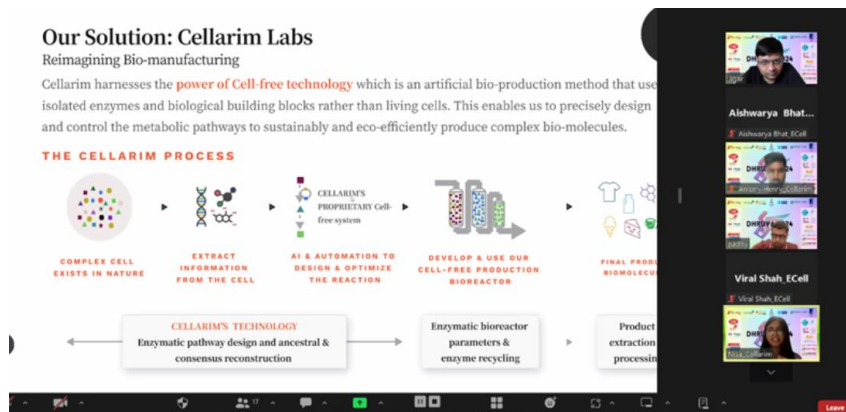 Our Solution: Cellarim Labs
Reimagining Bio-manufacturing
Cellarim harnesses the power of Cell-free technology which is an artificial bio-production method that use
isolated enzymes and biological building blocks rather than living cells. This enables us to precisely design
and control the metabolic pathways to sustainably and eco-efficiently produce complex bio-molecules.
THE CELLARIM PROCESS
CELLARIM'S
PROPRIETARY Cell-
free system
COMPLEX CELL
EXISTS IN NATURE
EXTRACT
INFORMATION
FROM THE CELL
AI & AUTOMATION TO
DESIGN & OPTIMIZE
THE REACTION
DEVELOP & USE OUR
CELL-FREE PRODUCTION
BIOREACTOR
FINAL PRODU
BIOMOLECU
CELLARIM'S TECHNOLOGY
Enzymatic pathway design and ancestral &
consensus reconstruction
Enzymatic bioreactor
parameters &
enzyme recycling
Product
extraction
processin
Aishwarya Bhat...
Aishwarya Bhat_ECell
Viral Shah_ECell
Viral Shah_ECell
17
Leave